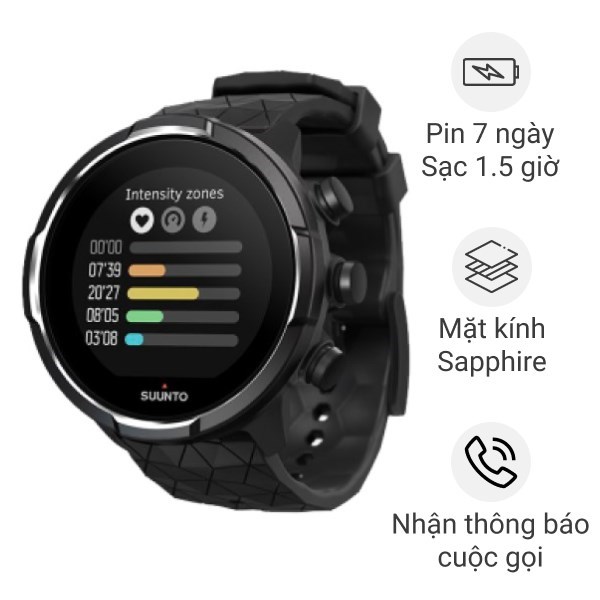 Intensity zones
00'00
07'39
20'27
08'05
03'08
SUUNTO
Pin 7 ngày
Sạc 1.5 giờ
Mặt kính
Sapphire
Nhận thông báo
cuộc gọi